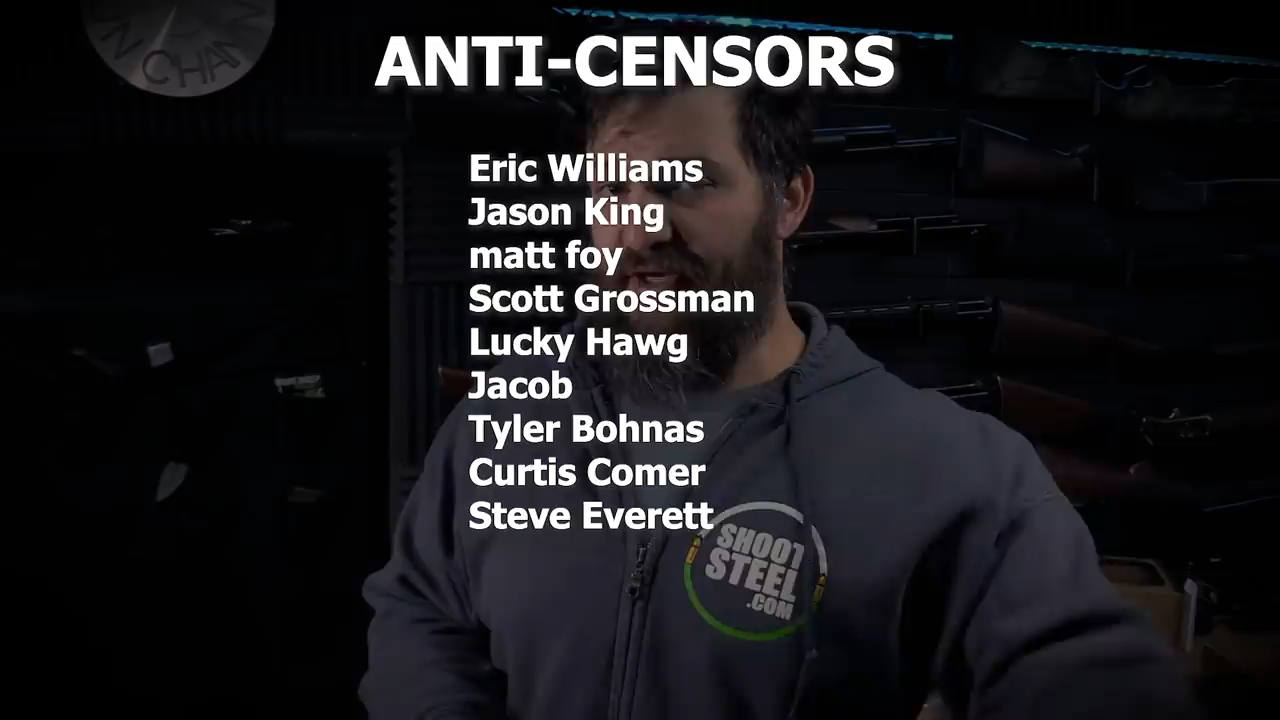 N CHAN
ANTI-CENSORS
Eric Williams
Jason King
matt foy
Scott Grossman
Lucky Hawg
Jacob
Tyler Bohnas
Curtis Comer
Steve Everett
SHOOT
STEEL
.COM